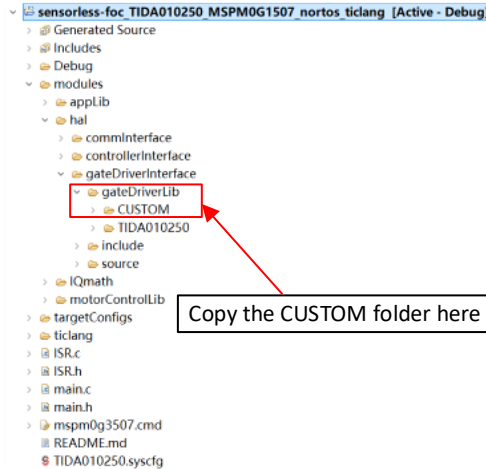 sensorless-foc_TIDA010250_MSPM0G1507_nortos_ticlang [Active - Debug]
Generated Source
Includes
Debug
modules
appLib
hal
commInterface
controllerInterface
gateDriverInterface
gateDriverLib
CUSTOM
TIDA010250
include
source
IQmath
motorControlLib
Copy the CUSTOM folder here
targetConfigs
ticlang
ISR.c
ISR.h
main.c
main.h
mspm0g3507.cmd
README.md
TIDA010250.syscfg